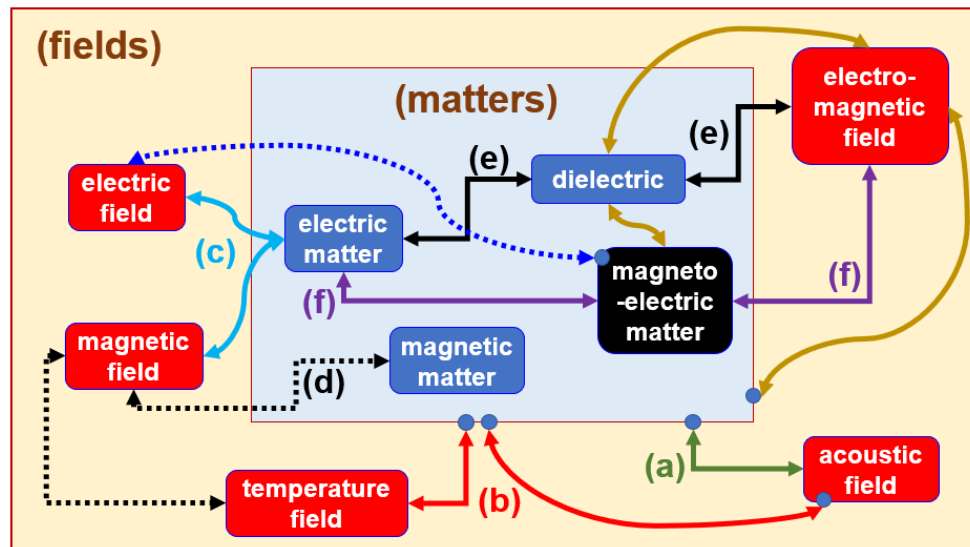 (fields)
(matters)
electro-
magnetic
field
(e)
(e)
dielectric
electric
field
electric
matter
(c)
magneto
-electric
matter
(f)
(f)
magnetic
field
magnetic
matter
(d)
(a)
acoustic
field
temperature
field
(b)